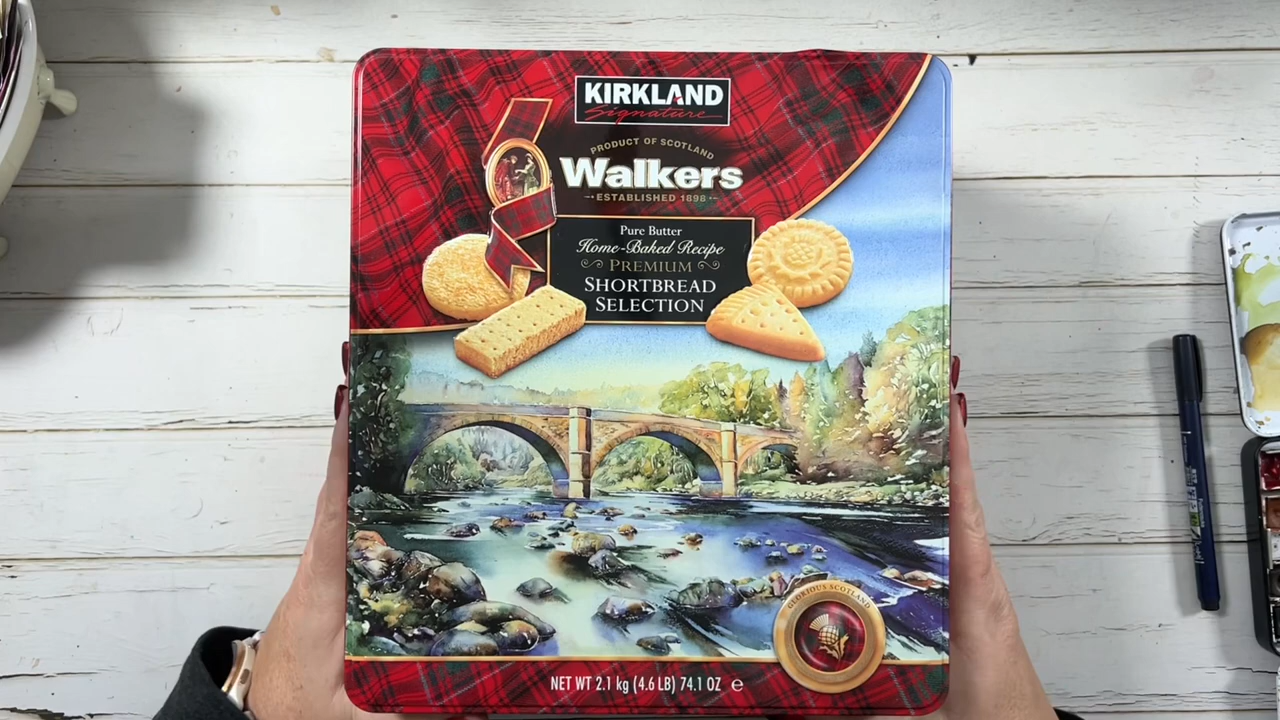 KIRKLAND
Signature
PRODUCT OF SCOTLAND
Walkers
ESTABLISHED 1898
Pure Butter
Home-Baked Recipe
PREMIUM
SHORTBREAD
SELECTION
GLORIOUS SCOTLAND
NET WT 2.1 kg (4.6 LB) 74.1 OZ ℮